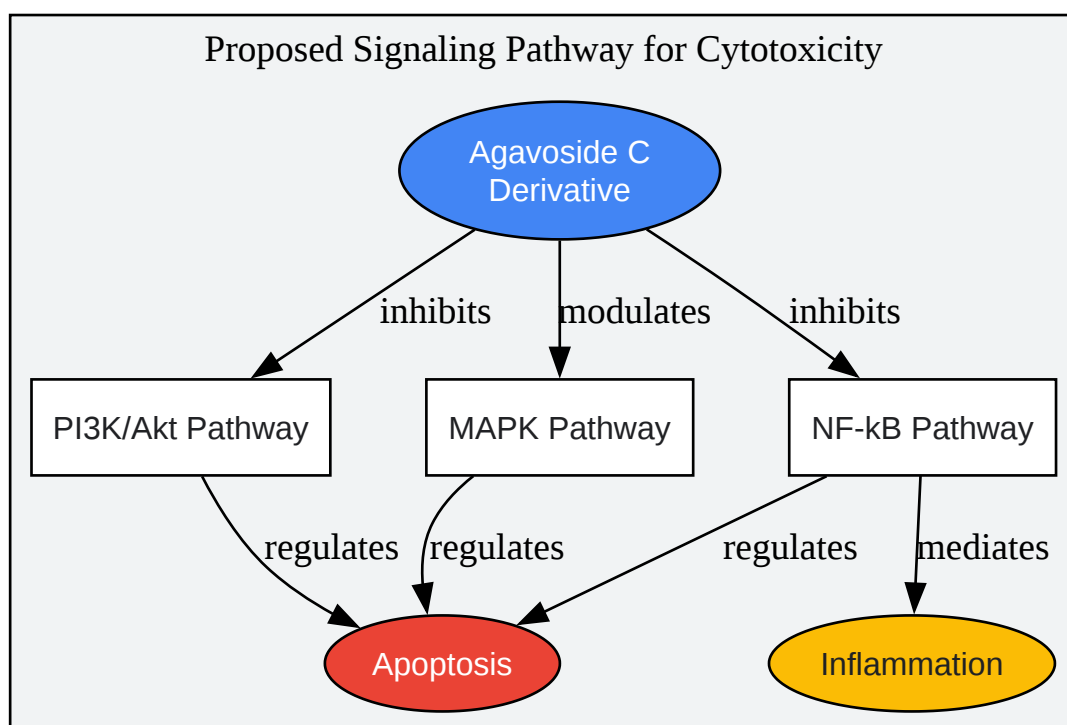 Proposed Signaling Pathway for Cytotoxicity
Agavoside C
Derivative
inhibits
modulates
inhibits
PI3K/Akt Pathway
MAPK Pathway
NF-kB Pathway
regulates
regulates
regulates
mediates
Apoptosis
Inflammation